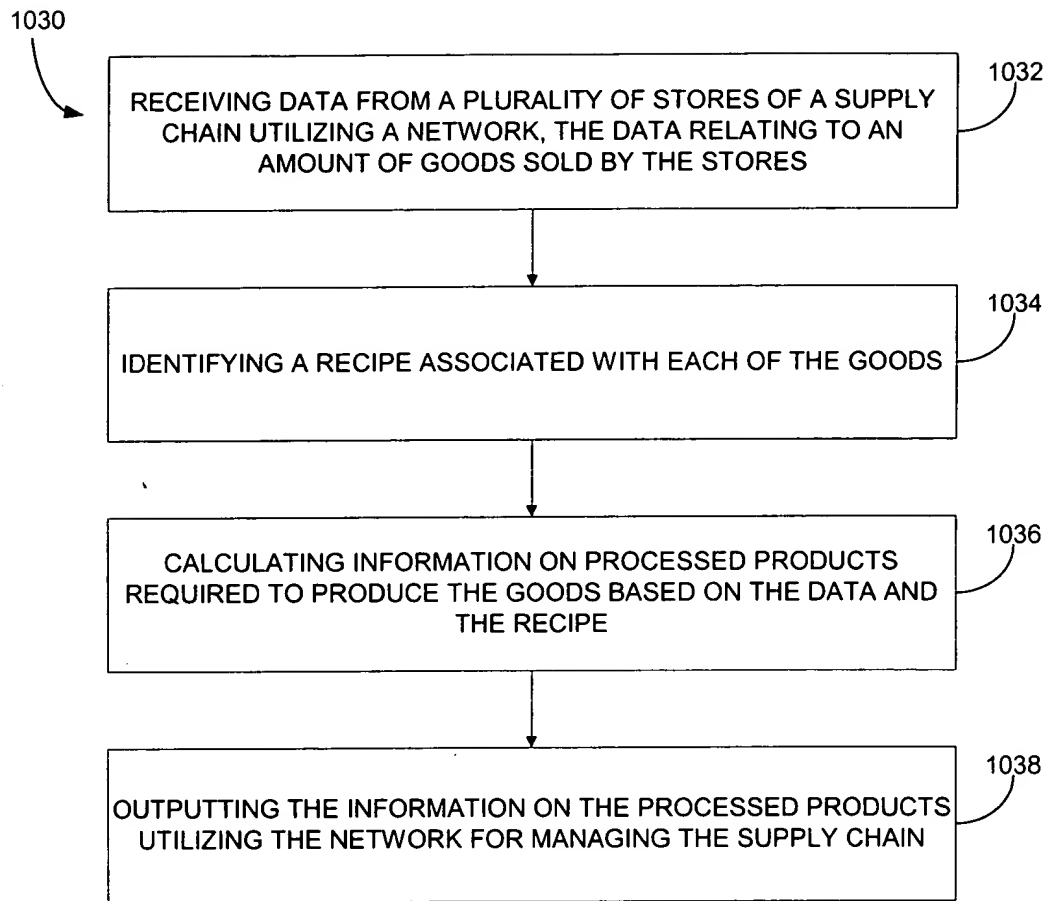 1030
1032
RECEIVING DATA FROM A PLURALITY OF STORES OF A SUPPLY
CHAIN UTILIZING A NETWORK, THE DATA RELATING TO AN
AMOUNT OF GOODS SOLD BY THE STORES
1034
IDENTIFYING A RECIPE ASSOCIATED WITH EACH OF THE GOODS
1036
CALCULATING INFORMATION ON PROCESSED PRODUCTS
REQUIRED TO PRODUCE THE GOODS BASED ON THE DATA AND
THE RECIPE
1038
OUTPUTTING THE INFORMATION ON THE PROCESSED PRODUCTS
UTILIZING THE NETWORK FOR MANAGING THE SUPPLY CHAIN